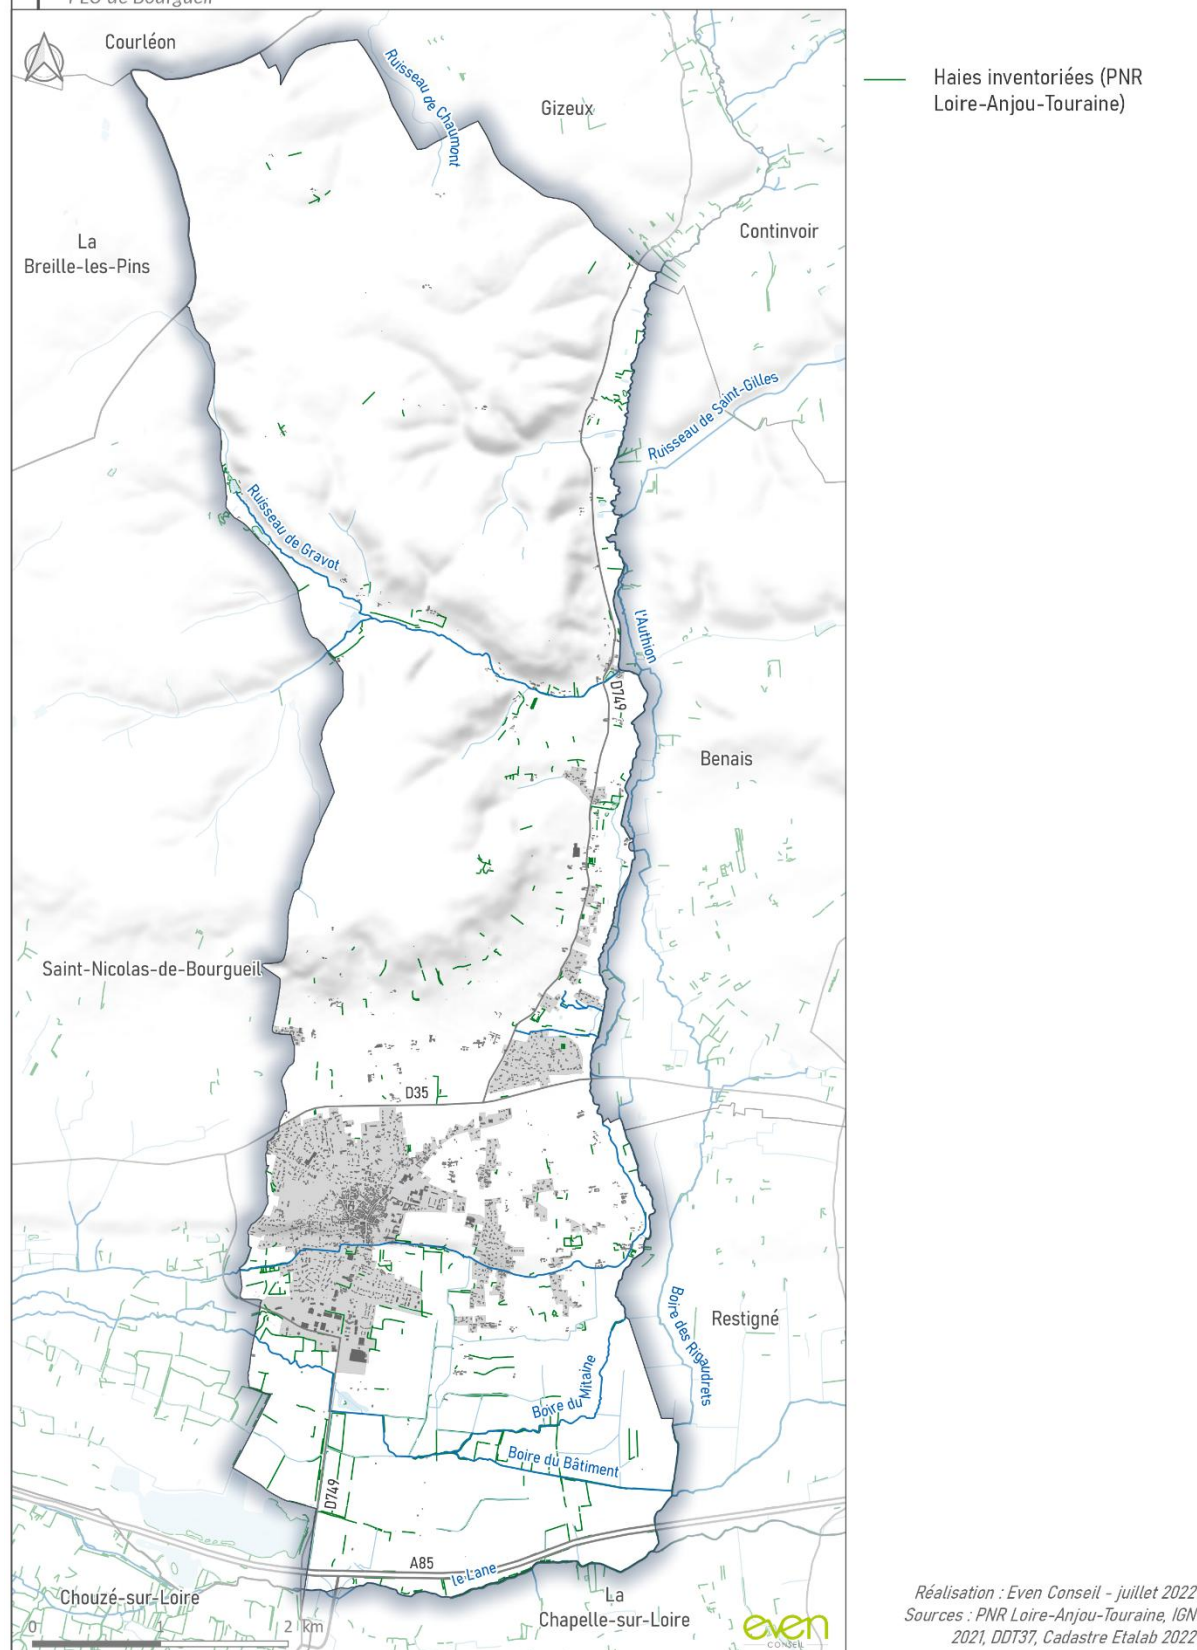 PLU de Bourgueil
Courléon
Ruisseau de Chaumont
Gizeux
Haies inventoriées (PNR
Loire-Anjou-Touraine)
Continvoir
La
Breille-les-Pins
Ruisseau de Saint-Gilles
Ruisseau de Gravot
l'Authion
D749
Benais
Saint-Nicolas-de-Bourgueil
D35
Boire des Rigaudrets
Restigné
Boire du Mitaine
Boire du Bâtiment
D749
A85
le Lane
Chouzé-sur-Loire
La
Chapelle-sur-Loire
0 1 2 km
even
CONSEIL
Réalisation : Even Conseil - juillet 2022
Sources : PNR Loire-Anjou-Touraine, IGN
2021, DDT37, Cadastre Etalab 2022